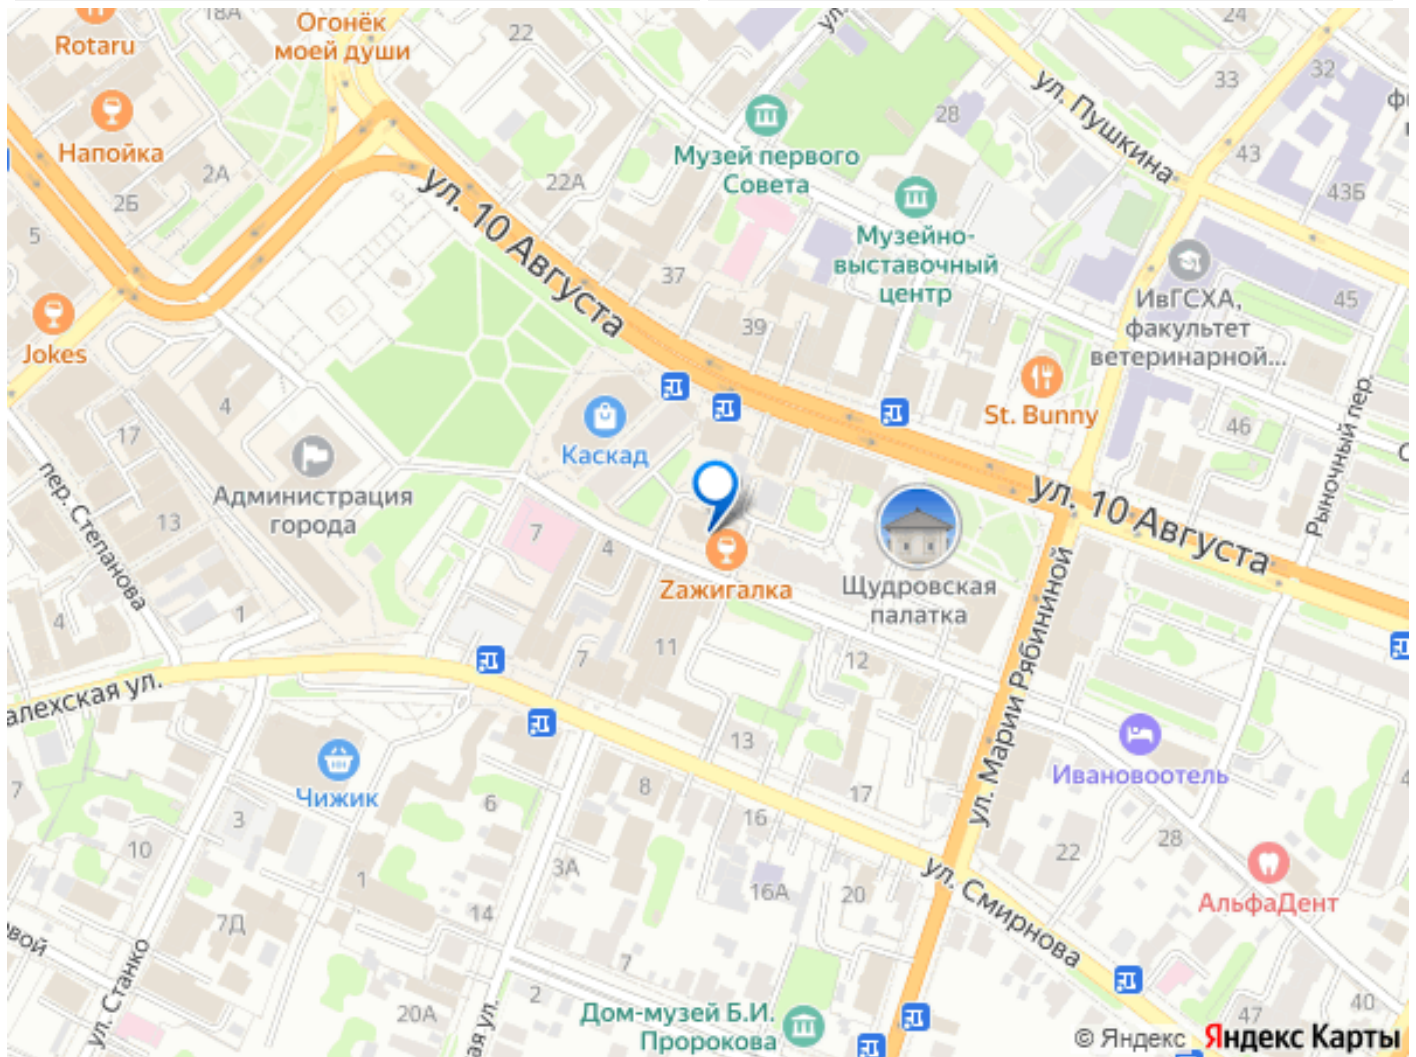 18А
Огонёк
моей души
22
ул.
24
Rotaru
33
32
ул. Пушкина
28
Напойка
Музей первого
Совета
43
43Б
2А
22А
2Б
Музейно-
выставочный
центр
5
ул. 10 Августа
37
ИвГСХА,
факультет
ветеринарной...
45
39
Jokes
St. Bunny
Рыночный пер.
4
46
17
Каскад
пер. Степанова
Администрация
города
13
7
4
ул. 10 Августа
Zажигалка
Щудровская
палатка
4
1
11
7
12
ул. Марии Рябининой
алехская ул.
13
Ивановоотель
Чижик
7
8
6
17
16
3
28
10
22
3А
1
16А
20
ул. Смирнова
АльфаДент
14
7Д
вой
ул. Станко
7
2
20А
ая ул.
Дом-музей Б.И.
Пророкова
47
40
© Яндекс Яндекс Карты